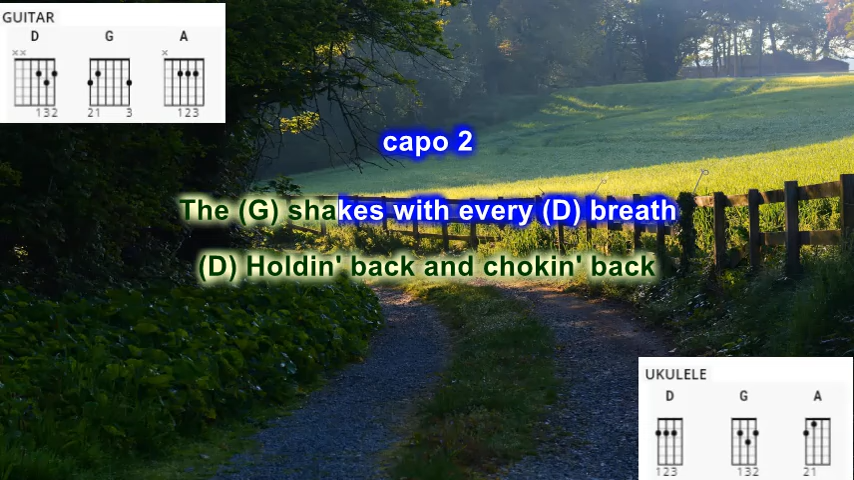 GUITAR
D G A
×× ×
132 21 3 123
capo 2
The (G) shakes with every (D) breath
(D) Holdin' back and chokin' back
UKULELE
D G A
123 132 21